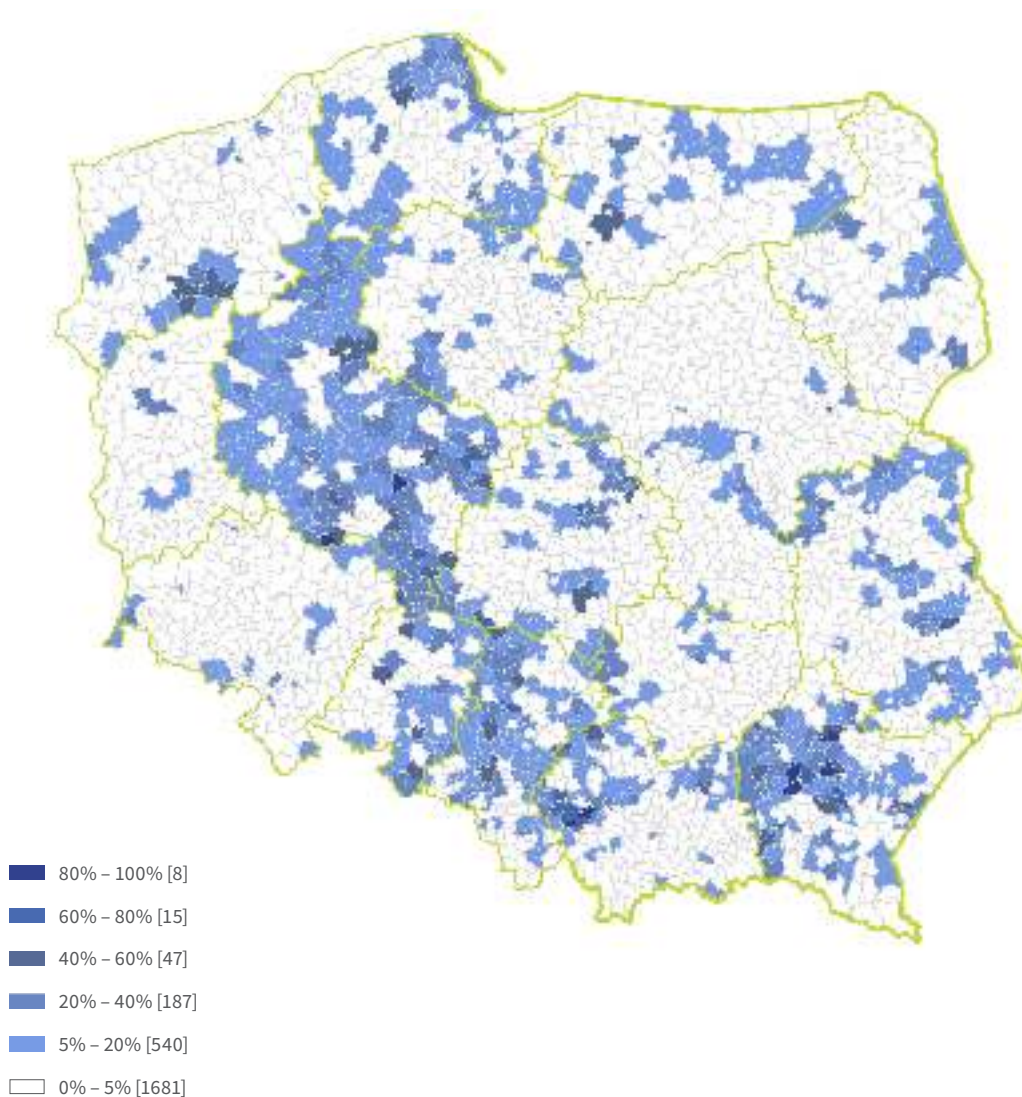 80% – 100% [8]
60% – 80% [15]
40% – 60% [47]
20% – 40% [187]
5% – 20% [540]
0% – 5% [1681]